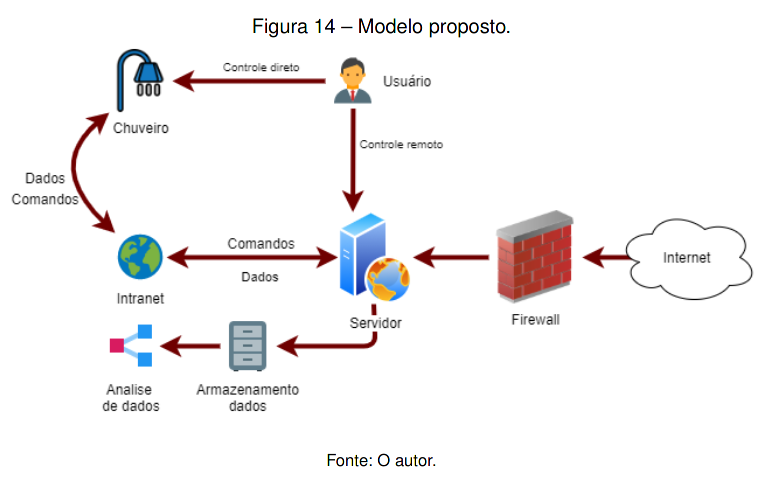 Figura 14 – Modelo proposto.
Controle direto
Usuário
Chuveiro
Controle remoto
Dados
Comandos
Comandos
Dados
Intranet
Servidor
Firewall
Internet
Analise
de dados
Armazenamento
dados
Fonte: O autor.